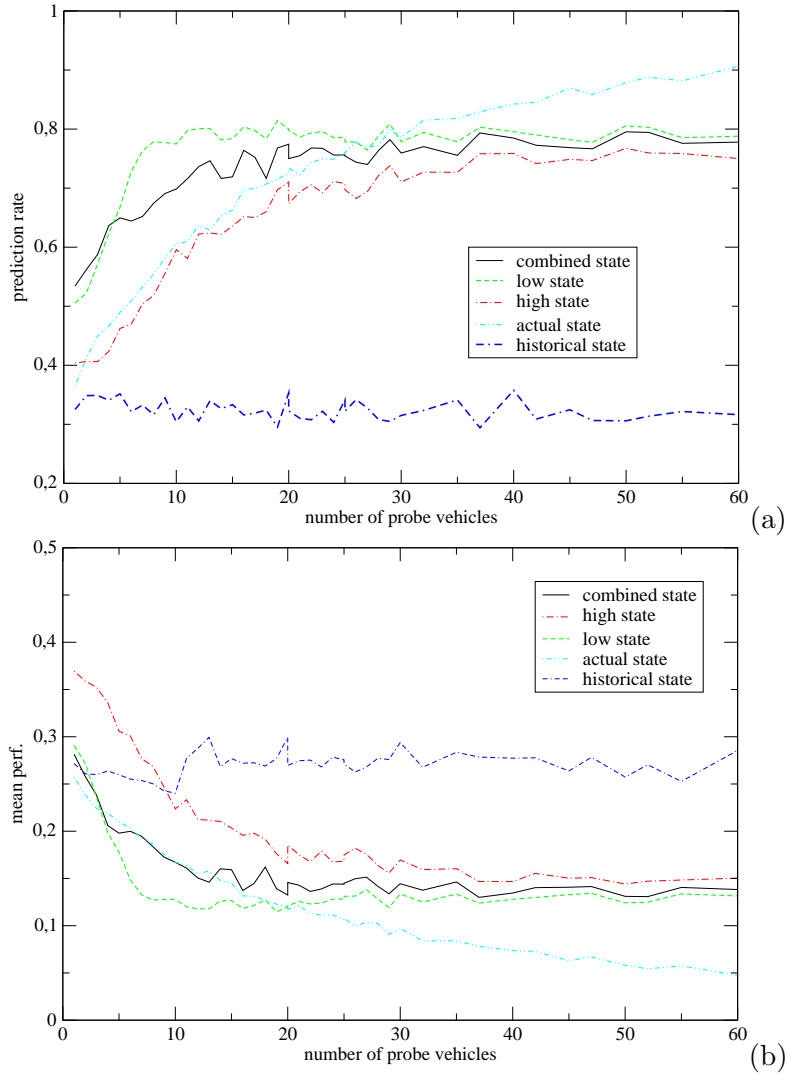 1
0,8
0,6
0,4
0,2
prediction rate
combined state
low state
high state
actual state
historical state
0 10 20 30 40 50 60
number of probe vehicles
(a)
0,5
0,4
0,3
0,2
0,1
0
mean perf.
combined state
high state
low state
actual state
historical state
0 10 20 30 40 50 60
number of probe vehicles
(b)